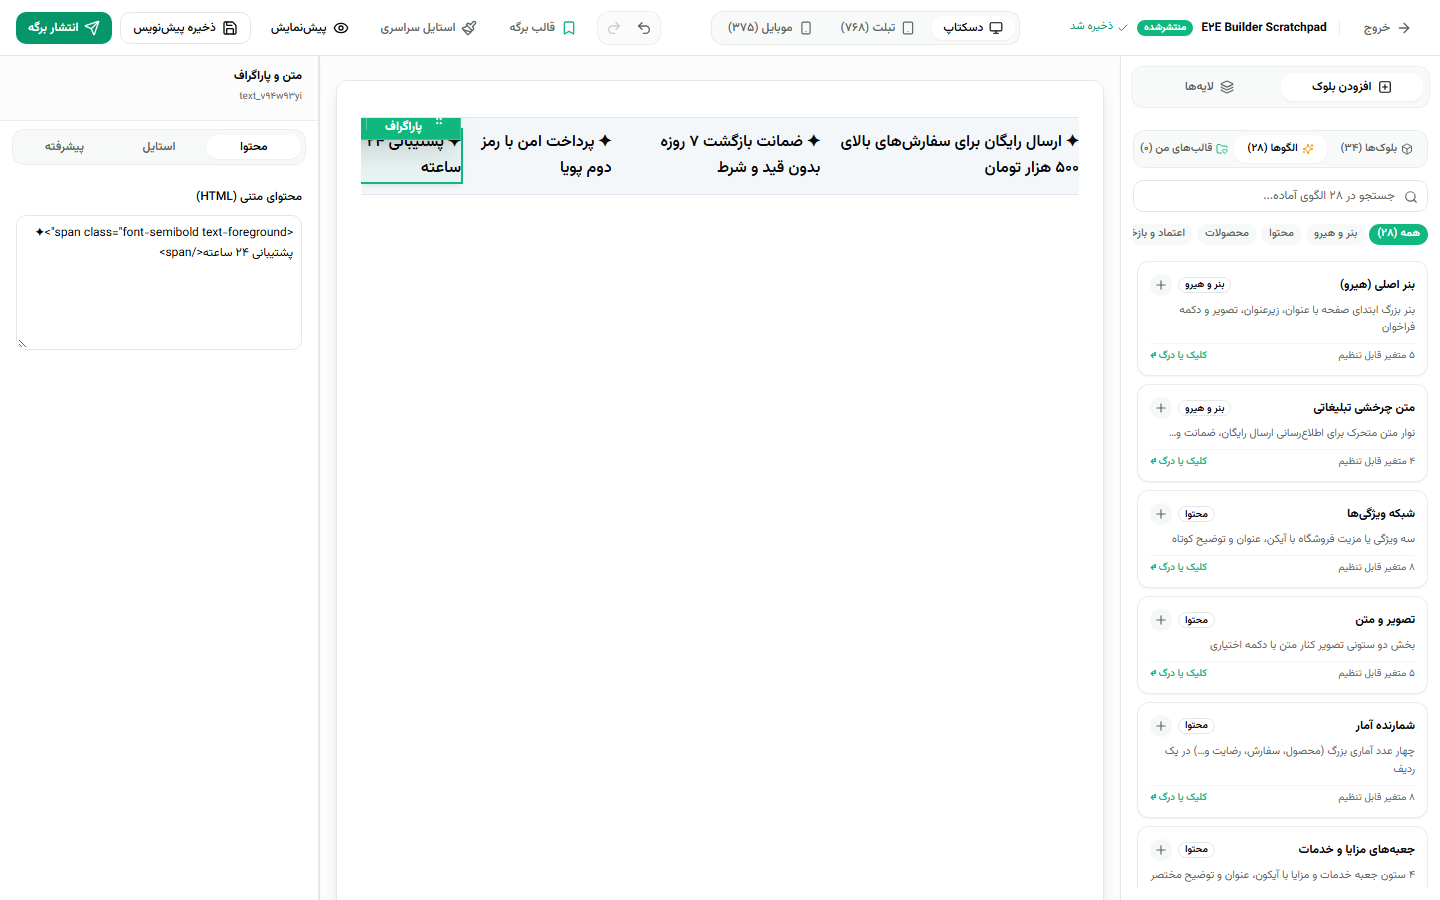 خروج
E۲E Builder Scratchpad
منتشرشده
ذخیره شد
دسکتاپ
تبلت (۷۶۸)
موبایل (۳۷۵)
قالب برگه
استایل سراسری
پیش‌نمایش
ذخیره پیش‌نویس
انتشار برگه
افزودن بلوک
لایه‌ها
بلوک‌ها (۳۴)
الگوها (۲۸)
قالب‌های من (۰)
جستجو در ۲۸ الگوی آماده...
همه (۲۸)
بنر و هیرو
محتوا
محصولات
اعتماد و بازخ
بنر اصلی (هیرو)
بنر و هیرو
بنر بزرگ ابتدای صفحه با عنوان، زیرعنوان، تصویر و دکمه
فراخوان
۵ متغیر قابل تنظیم
کلیک یا درگ
متن چرخشی تبلیغاتی
بنر و هیرو
نوار متن متحرک برای اطلاع‌رسانی ارسال رایگان، ضمانت و...
۴ متغیر قابل تنظیم
کلیک یا درگ
شبکه ویژگی‌ها
محتوا
سه ویژگی یا مزیت فروشگاه با آیکن، عنوان و توضیح کوتاه
۸ متغیر قابل تنظیم
کلیک یا درگ
تصویر و متن
محتوا
بخش دو ستونی تصویر کنار متن با دکمه اختیاری
۵ متغیر قابل تنظیم
کلیک یا درگ
شمارنده آمار
محتوا
چهار عدد آماری بزرگ (محصول، سفارش، رضایت و...) در یک
ردیف
۸ متغیر قابل تنظیم
کلیک یا درگ
جعبه‌های مزایا و خدمات
محتوا
۴ ستون جعبه خدمات و مزایا با آیکون، عنوان و توضیح مختصر
✦ ارسال رایگان برای سفارش‌های بالای
۵۰۰ هزار تومان
✦ ضمانت بازگشت ۷ روزه
بدون قید و شرط
✦ پرداخت امن با رمز
دوم پویا
پاراگراف
✦ پشتیبانی ۲۴
ساعته
متن و پاراگراف
text_v۹۴w۹۳yi
محتوا
استایل
پیشرفته
محتوای متنی (HTML)
<span class="font-semibold text-foreground">✦
پشتیبانی ۲۴ ساعته</span>